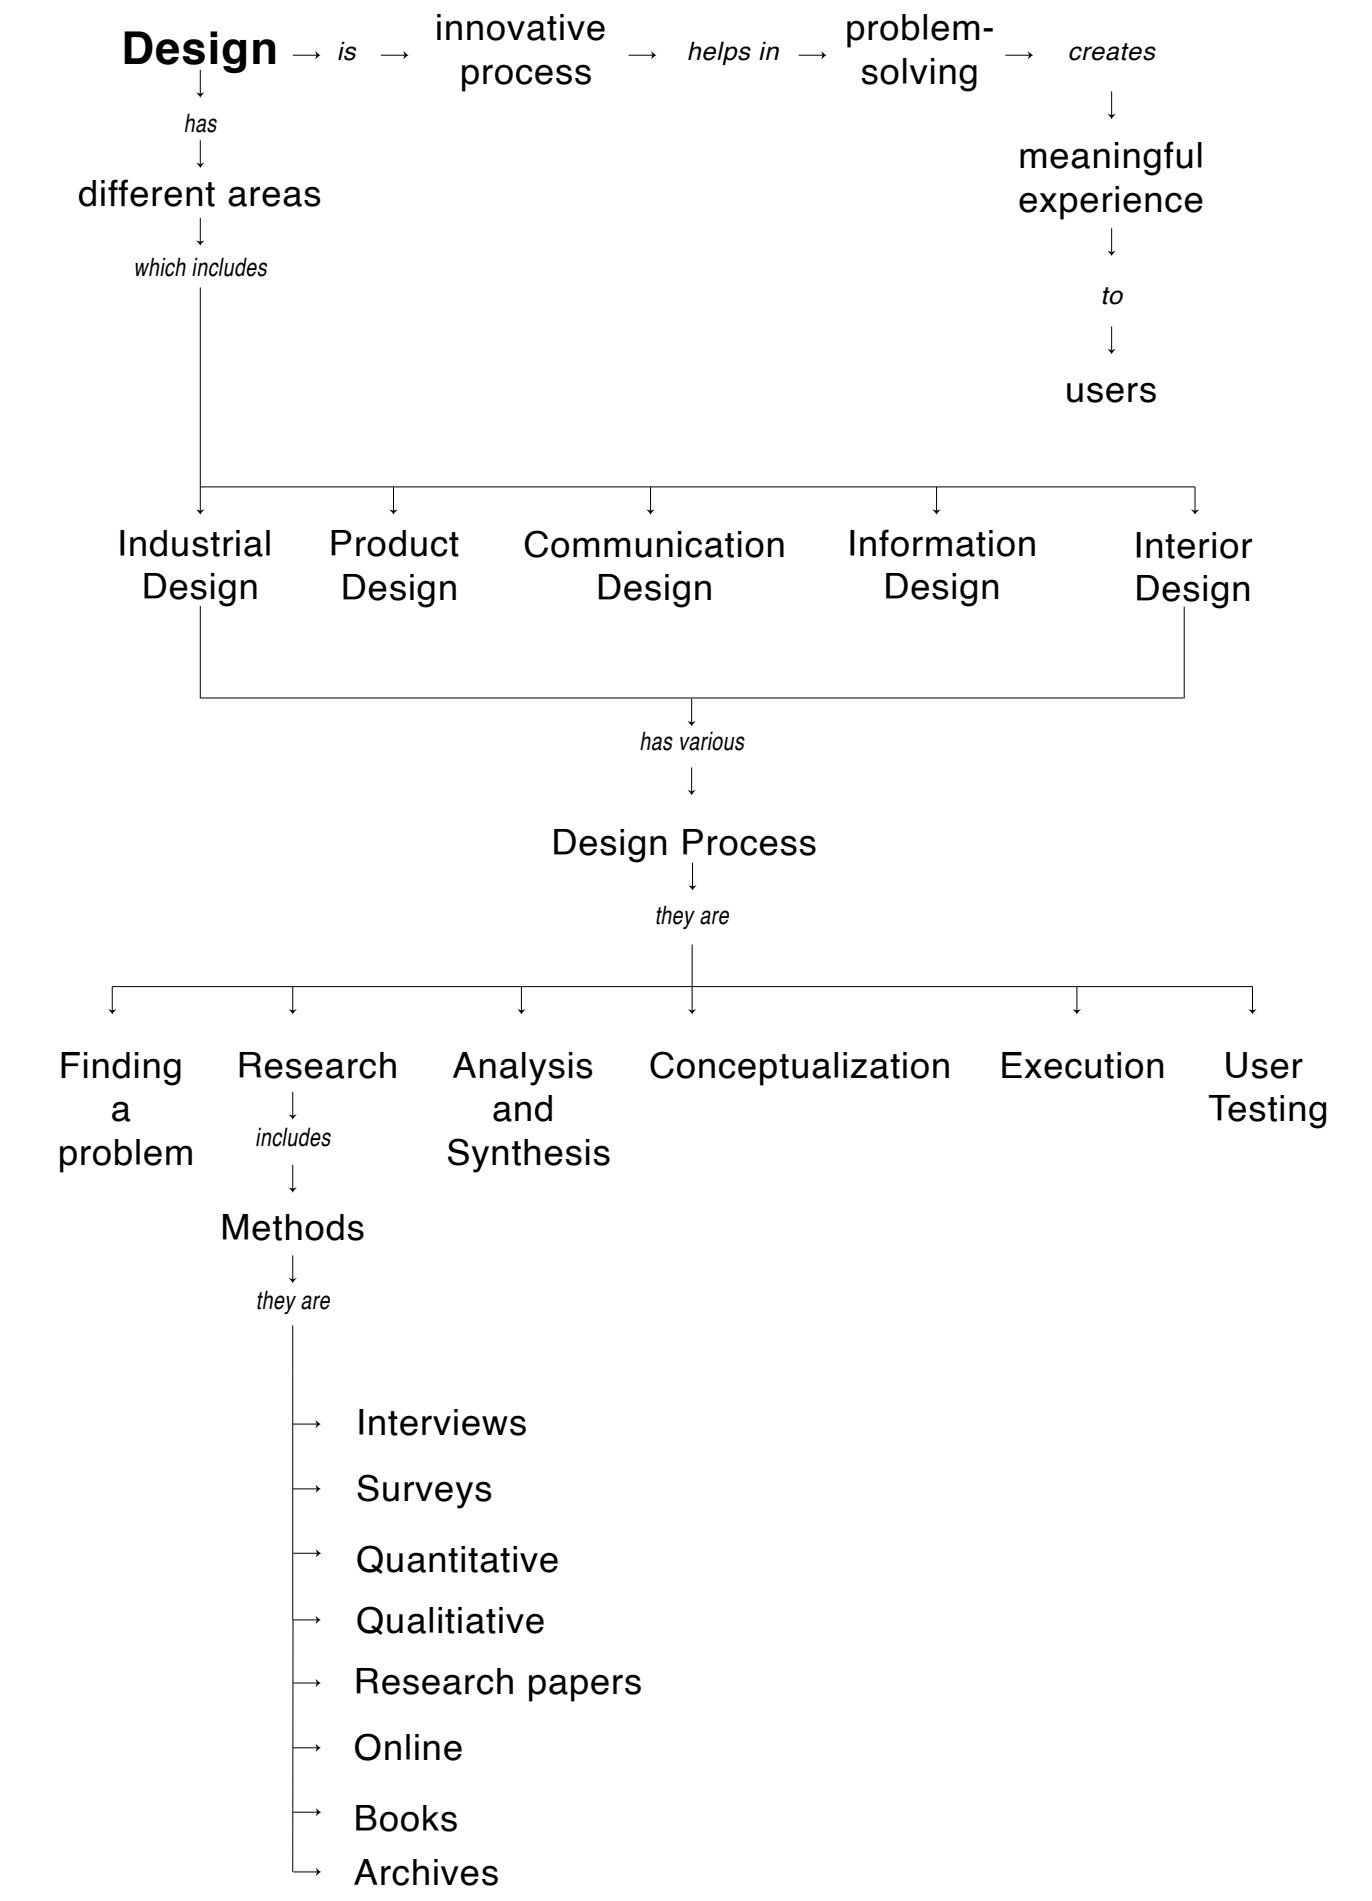 Design
is
innovative
process
helps in
problem-
solving
creates
meaningful
experience
to
users
has
different areas
which includes
Industrial
Design
Product
Design
Communication
Design
Information
Design
Interior
Design
has various
Design Process
they are
Finding
a
problem
Research
includes
Methods
they are
Interviews
Surveys
Quantitative
Qualitiative
Research papers
Online
Books
Archives
Analysis
and
Synthesis
Conceptualization
Execution
User
Testing